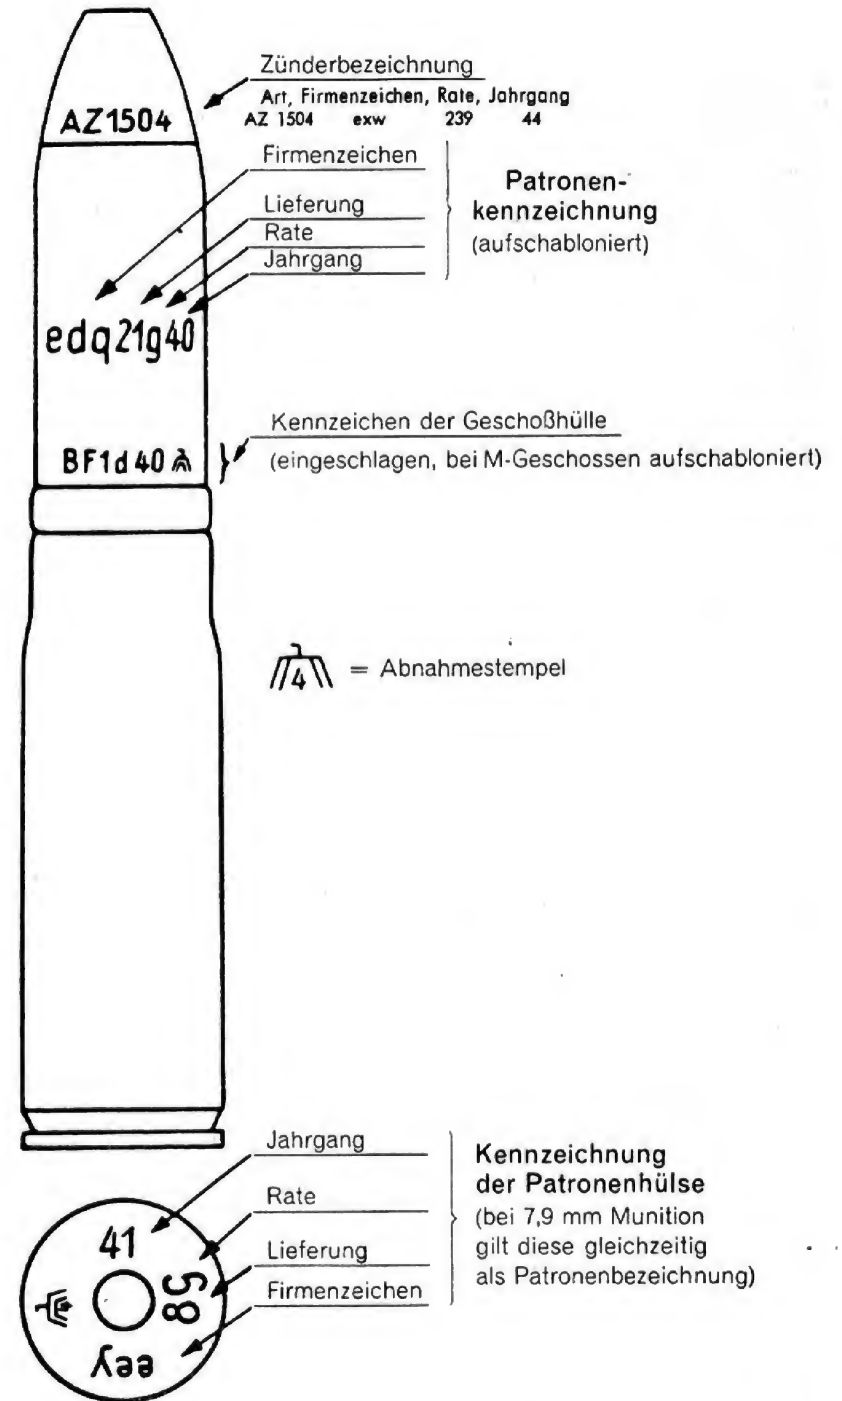 Zünderbezeichnung
Art, Firmenzeichen, Rate, Jahrgang
AZ 1504 exw 239 44
AZ1504
Firmenzeichen
Lieferung
Rate
Jahrgang
Patronen-
kennzeichnung
(aufschabloniert)
edq21g40
Kennzeichen der Geschoßhülle
(eingeschlagen, bei M-Geschossen aufschabloniert)
BF1d40
4 = Abnahmestempel
Jahrgang
Rate
Lieferung
Firmenzeichen
Kennzeichnung
der Patronenhülse
(bei 7,9 mm Munition
gilt diese gleichzeitig
als Patronenbezeichnung)
41
58
eey